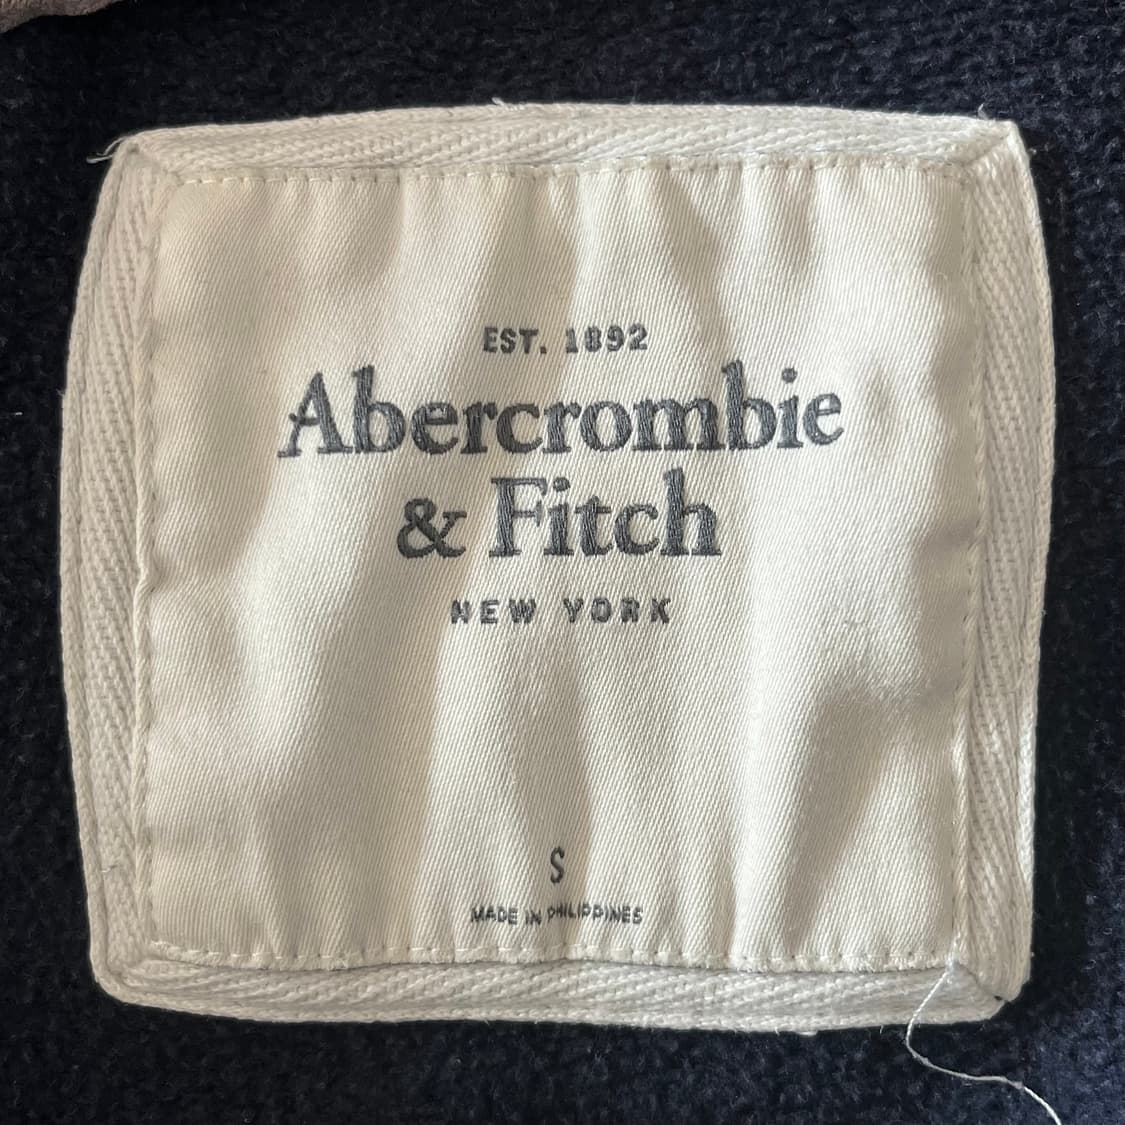 EST. 1892
Abercrombie
& Fitch
NEW YORK
S
MADE IN PHILIPPINES